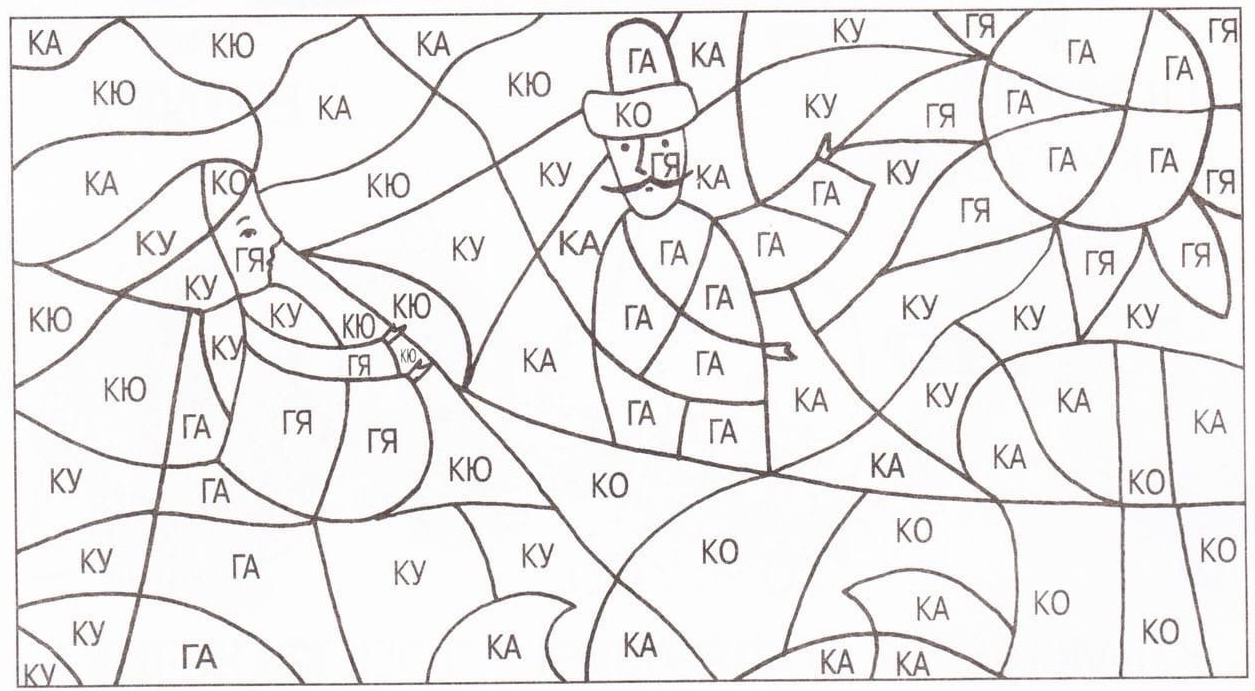 КА КЮ КА ГА КА КУ ГЯ ГА ГЯ
КЮ КА КЮ КО КУ ГЯ ГА ГА
КА КО КЮ КУ ГЯ КА ГА КУ ГА ГА ГЯ
КУ ГЯ КУ КА ГА ГА ГЯ ГЯ ГЯ
КЮ КУ КУ КЮ КЮ ГА ГА КУ КУ КУ
КУ ГЯ КЮ КА ГА
КЮ ГА ГЯ ГЯ ГА ГА КА КУ КА КА
КУ ГА КЮ КО КА КА КО
КУ ГА КУ КУ КО КО КО
КУ ГА КА КА КА КО КО
КУ КА КА